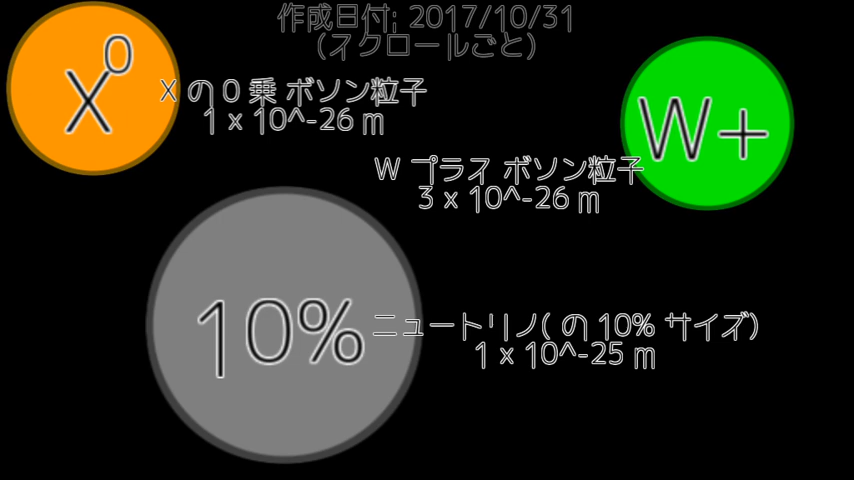 作成日付: 2017/10/31
(スクロールごと)
X0
X の 0 乗 ボソン粒子
1 x 10^-26 m
W+
W プラス ボソン粒子
3 x 10^-26 m
10%
ニュートリノ( の 10% サイズ)
1 x 10^-25 m